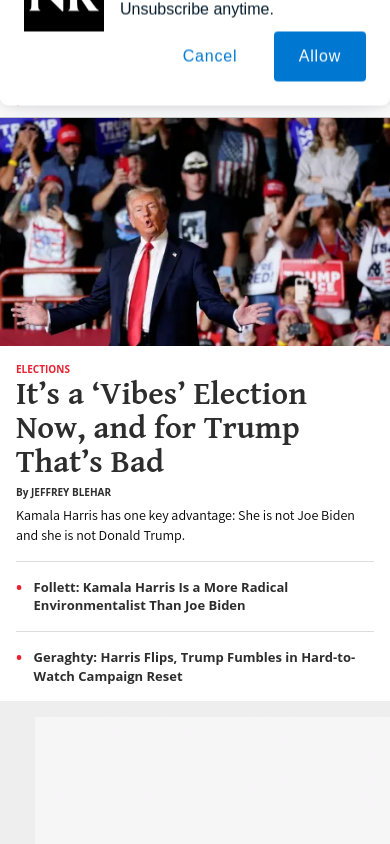 NR
Unsubscribe anytime.
Cancel
Allow
TRUMP
TRUMP
USA
TRUMP
ELECTIONS
It’s a ‘Vibes’ Election
Now, and for Trump
That’s Bad
By JEFFREY BLEHAR
Kamala Harris has one key advantage: She is not Joe Biden
and she is not Donald Trump.
• Follett: Kamala Harris Is a More Radical
Environmentalist Than Joe Biden
• Geraghty: Harris Flips, Trump Fumbles in Hard-to-
Watch Campaign Reset